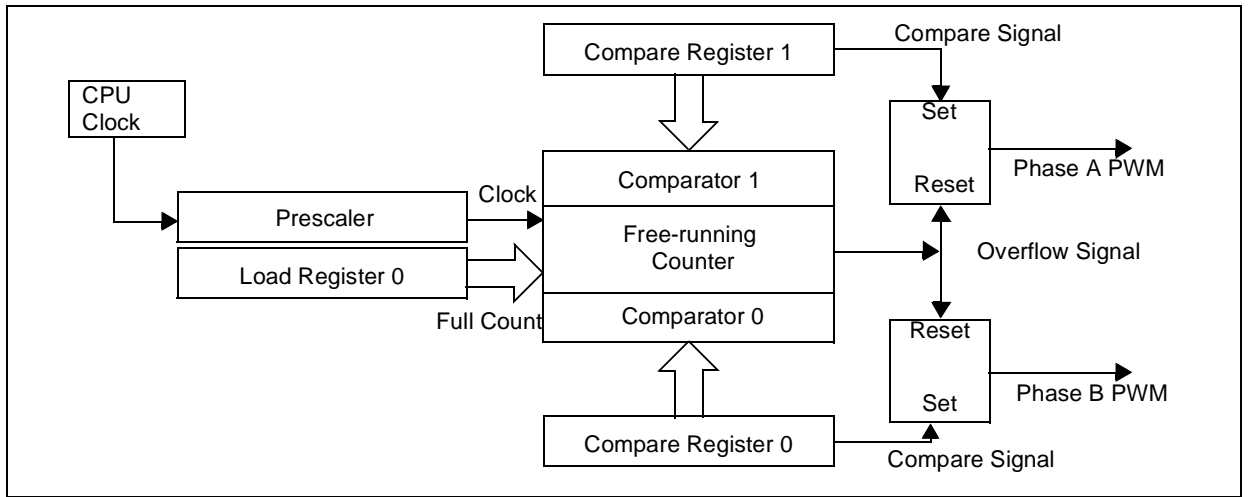 Compare Register 1
Compare Signal
CPU
Clock
Set
Reset
Phase A PWM
Comparator 1
Clock
Prescaler
Free-running
Counter
Overflow Signal
Load Register 0
Full Count
Comparator 0
Reset
Set
Phase B PWM
Compare Register 0
Compare Signal